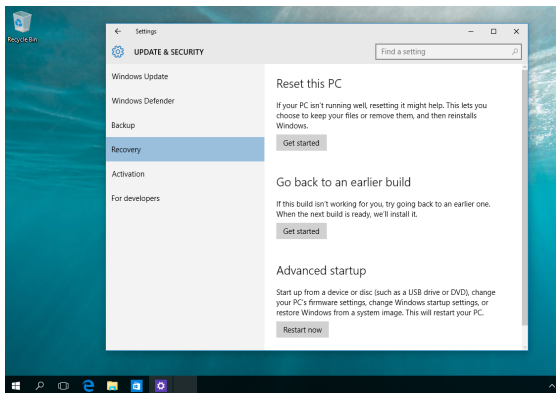 Recycle Bin
Settings
UPDATE & SECURITY
Find a setting
Windows Update
Windows Defender
Backup
Recovery
Activation
For developers
Reset this PC
If your PC isn't running well, resetting it might help. This lets you
choose to keep your files or remove them, and then reinstalls
Windows.
Get started
Go back to an earlier build
If this build isn't working for you, try going back to an earlier one.
When the next build is ready, we'll install it.
Get started
Advanced startup
Start up from a device or disc (such as a USB drive or DVD), change
your PC's firmware settings, change Windows startup settings, or
restore Windows from a system image. This will restart your PC.
Restart now